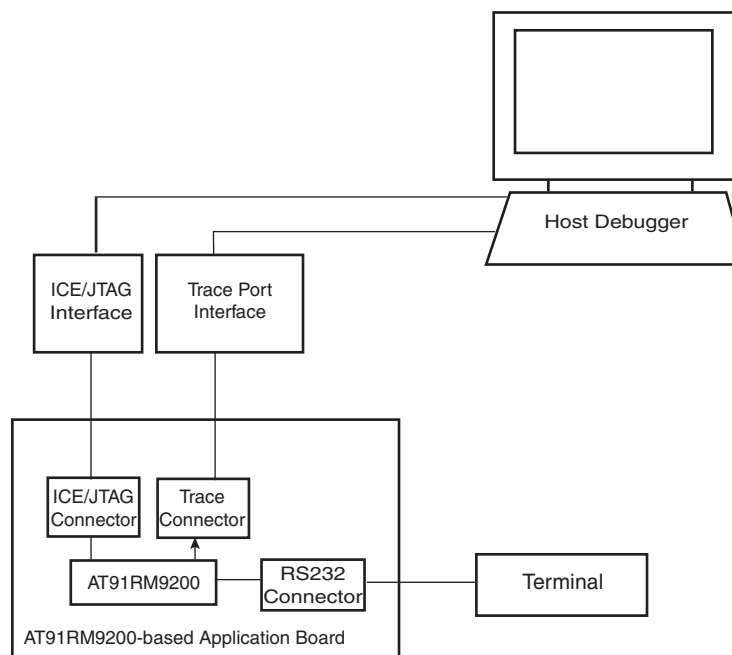 Host Debugger
ICE/JTAG
Interface
Trace Port
Interface
ICE/JTAG
Connector
Trace
Connector
AT91RM9200
RS232
Connector
Terminal
AT91RM9200-based Application Board